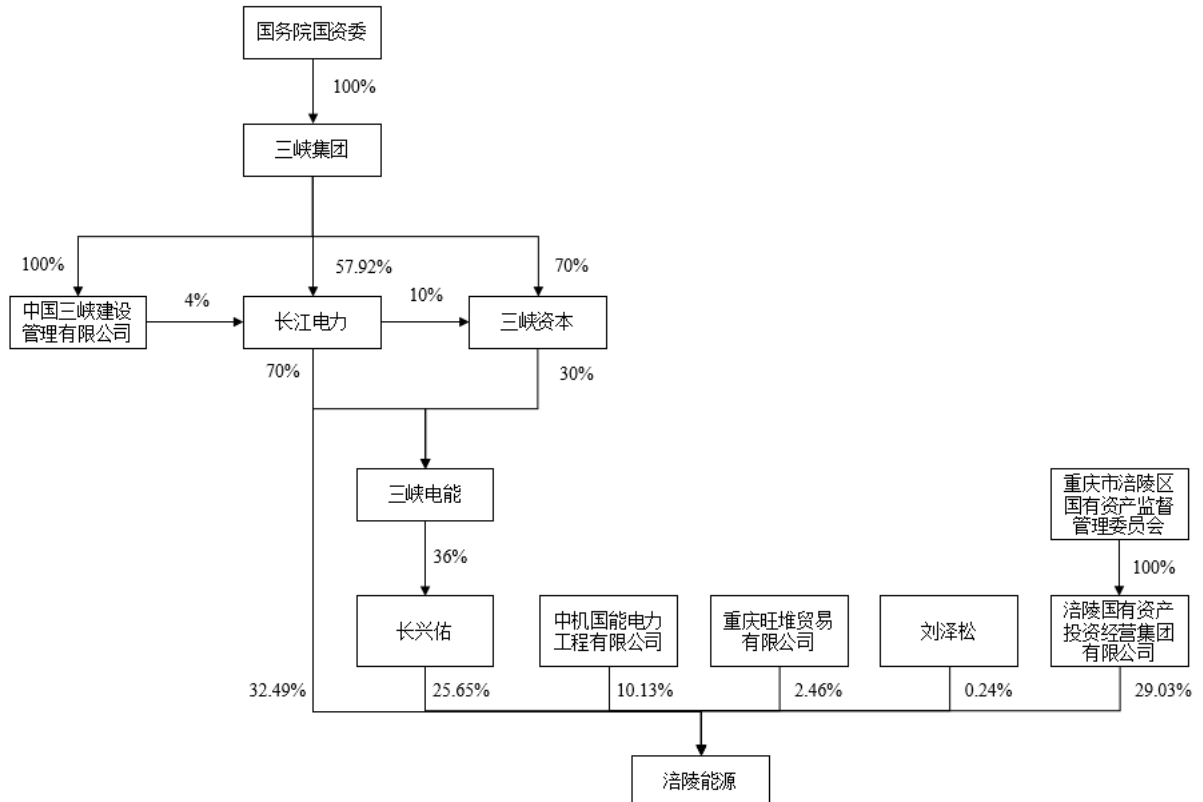 国务院国资委
100%
三峡集团
100%
57.92%
70%
中国三峡建设
管理有限公司
4%
长江电力
10%
三峡资本
70%
30%
三峡电能
重庆市涪陵区
国有资产监督
管理委员会
36%
100%
长兴佑
中机国能电力
工程有限公司
重庆旺堆贸易
有限公司
刘泽松
涪陵国有资产
投资经营集团
有限公司
32.49%
25.65%
10.13%
2.46%
0.24%
29.03%
涪陵能源